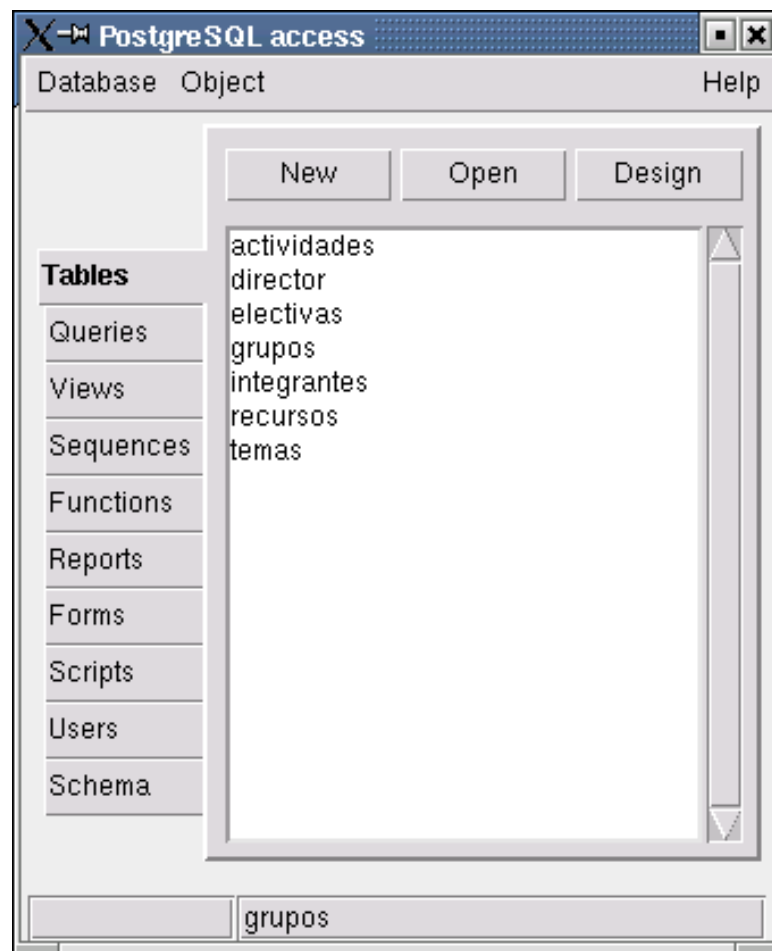 PostgreSQL access
Database Object Help
New Open Design
actividades
director
electivas
grupos
integrantes
recursos
temas
Tables
Queries
Views
Sequences
Functions
Reports
Forms
Scripts
Users
Schema
grupos